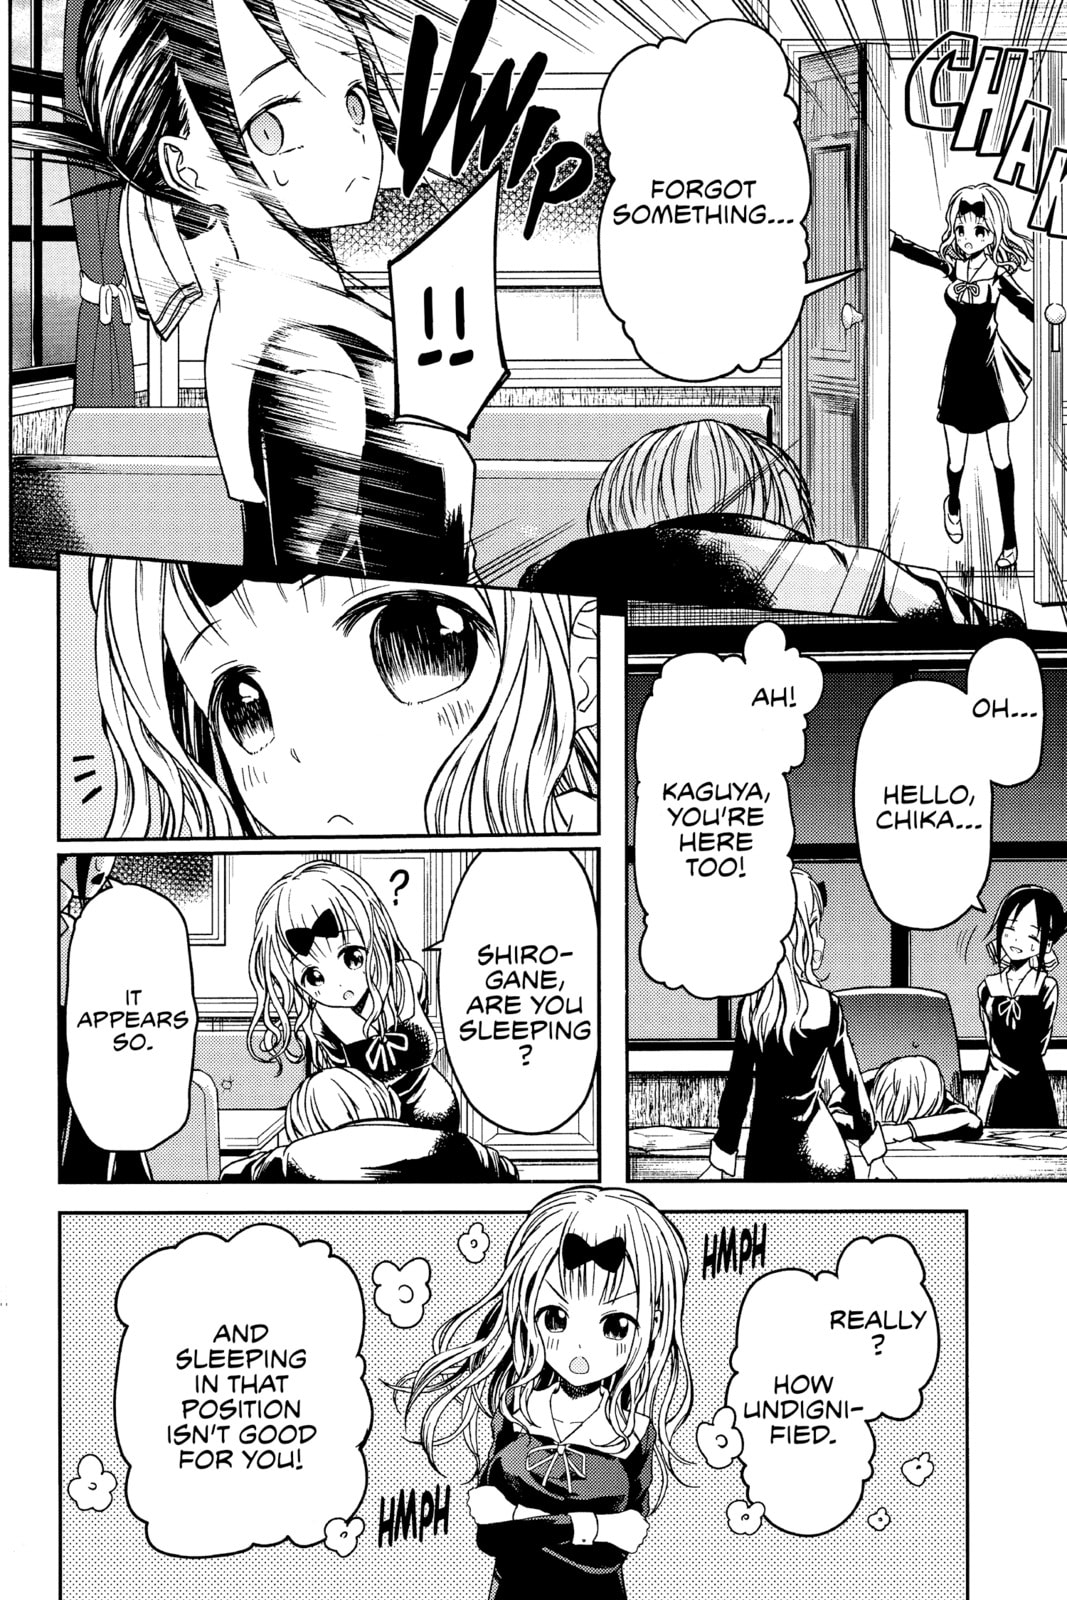 CHAK
FORGOT
SOMETHING...
VWIP
!!
OH...
HELLO,
CHIKA...
AH!
KAGUYA,
YOU'RE
HERE
TOO!
SHIRO-
GANE,
ARE YOU
SLEEPING
?
?
IT
APPEARS
SO.
REALLY
?
HOW
UNDIGNI-
FIED.
HMPH
AND
SLEEPING
IN THAT
POSITION
ISN'T GOOD
FOR YOU!
HMPH